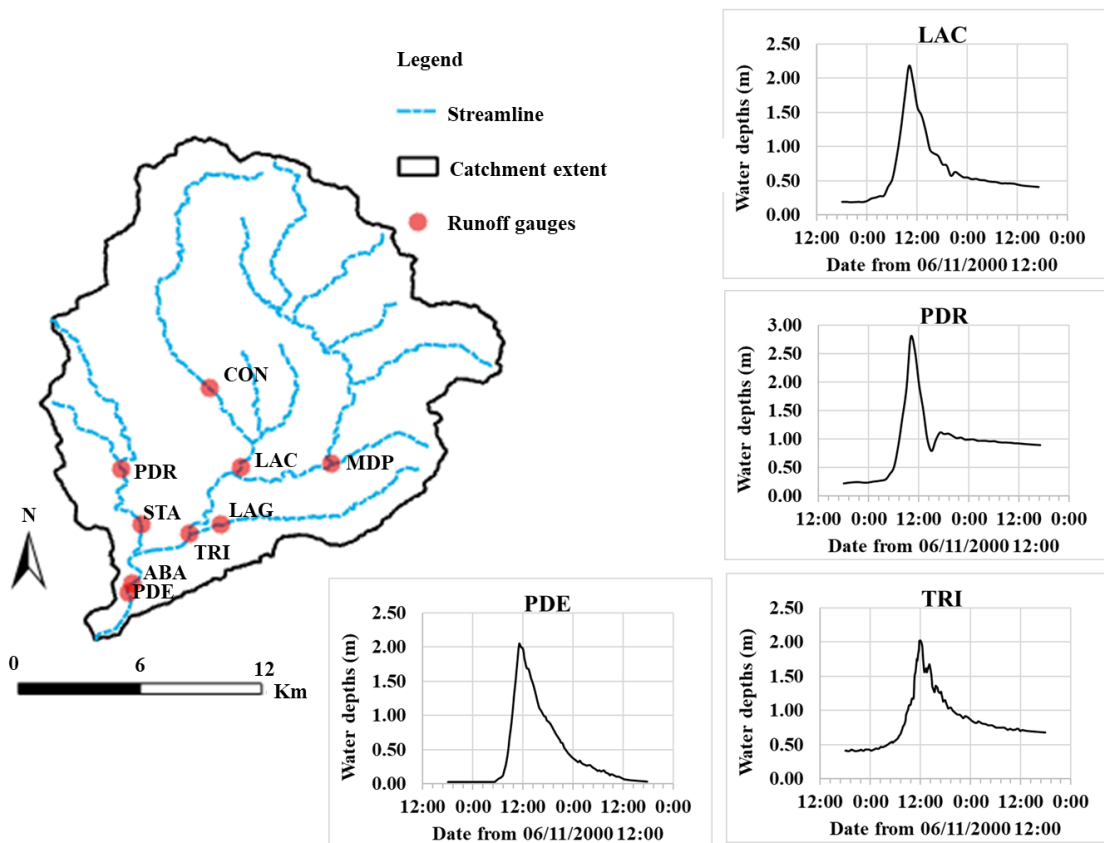 Legend
Streamline
Catchment extent
Runoff gauges
CON
PDR
LAC
MDP
STA
LAG
TRI
ABA
PDE
N
0 6 12
Km
LAC
Water depths (m)
2.50
2.00
1.50
1.00
0.50
0.00
12:00 0:00 12:00 0:00 12:00 0:00
Date from 06/11/2000 12:00
PDR
Water depths (m)
3.00
2.50
2.00
1.50
1.00
0.50
0.00
12:00 0:00 12:00 0:00 12:00 0:00
Date from 06/11/2000 12:00
PDE
Water depths (m)
2.50
2.00
1.50
1.00
0.50
0.00
12:00 0:00 12:00 0:00 12:00 0:00
Date from 06/11/2000 12:00
TRI
Water depths (m)
2.50
2.00
1.50
1.00
0.50
0.00
12:00 0:00 12:00 0:00 12:00 0:00
Date from 06/11/2000 12:00